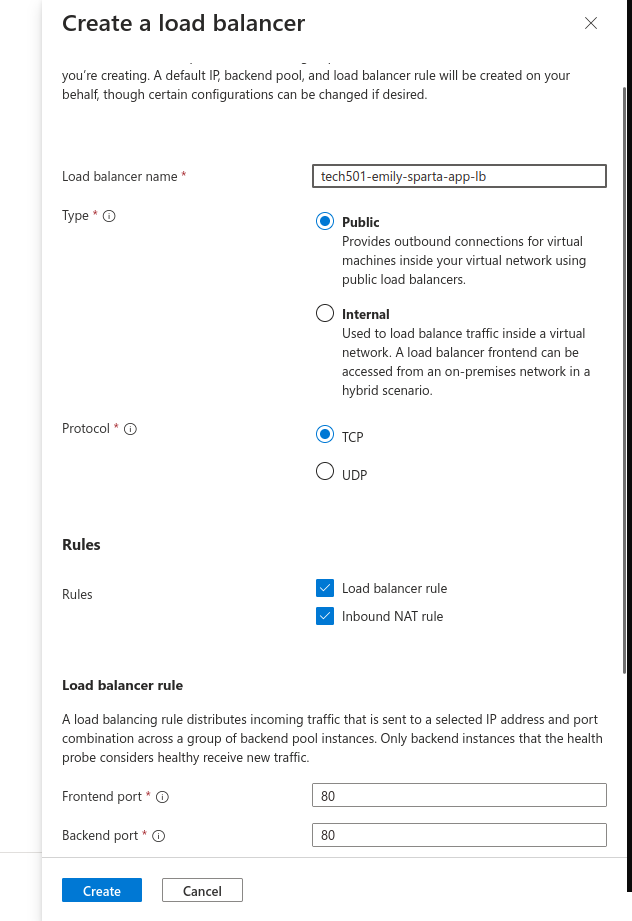 Create a load balancer
you're creating. A default IP, backend pool, and load balancer rule will be created on your
behalf, though certain configurations can be changed if desired.
Load balancer name *
tech501-emily-sparta-app-lb
Type *
Public
Provides outbound connections for virtual
machines inside your virtual network using
public load balancers.
Internal
Used to load balance traffic inside a virtual
network. A load balancer frontend can be
accessed from an on-premises network in a
hybrid scenario.
Protocol *
TCP
UDP
Rules
Rules
Load balancer rule
Inbound NAT rule
Load balancer rule
A load balancing rule distributes incoming traffic that is sent to a selected IP address and port
combination across a group of backend pool instances. Only backend instances that the health
probe considers healthy receive new traffic.
Frontend port *
80
Backend port *
80
Create
Cancel